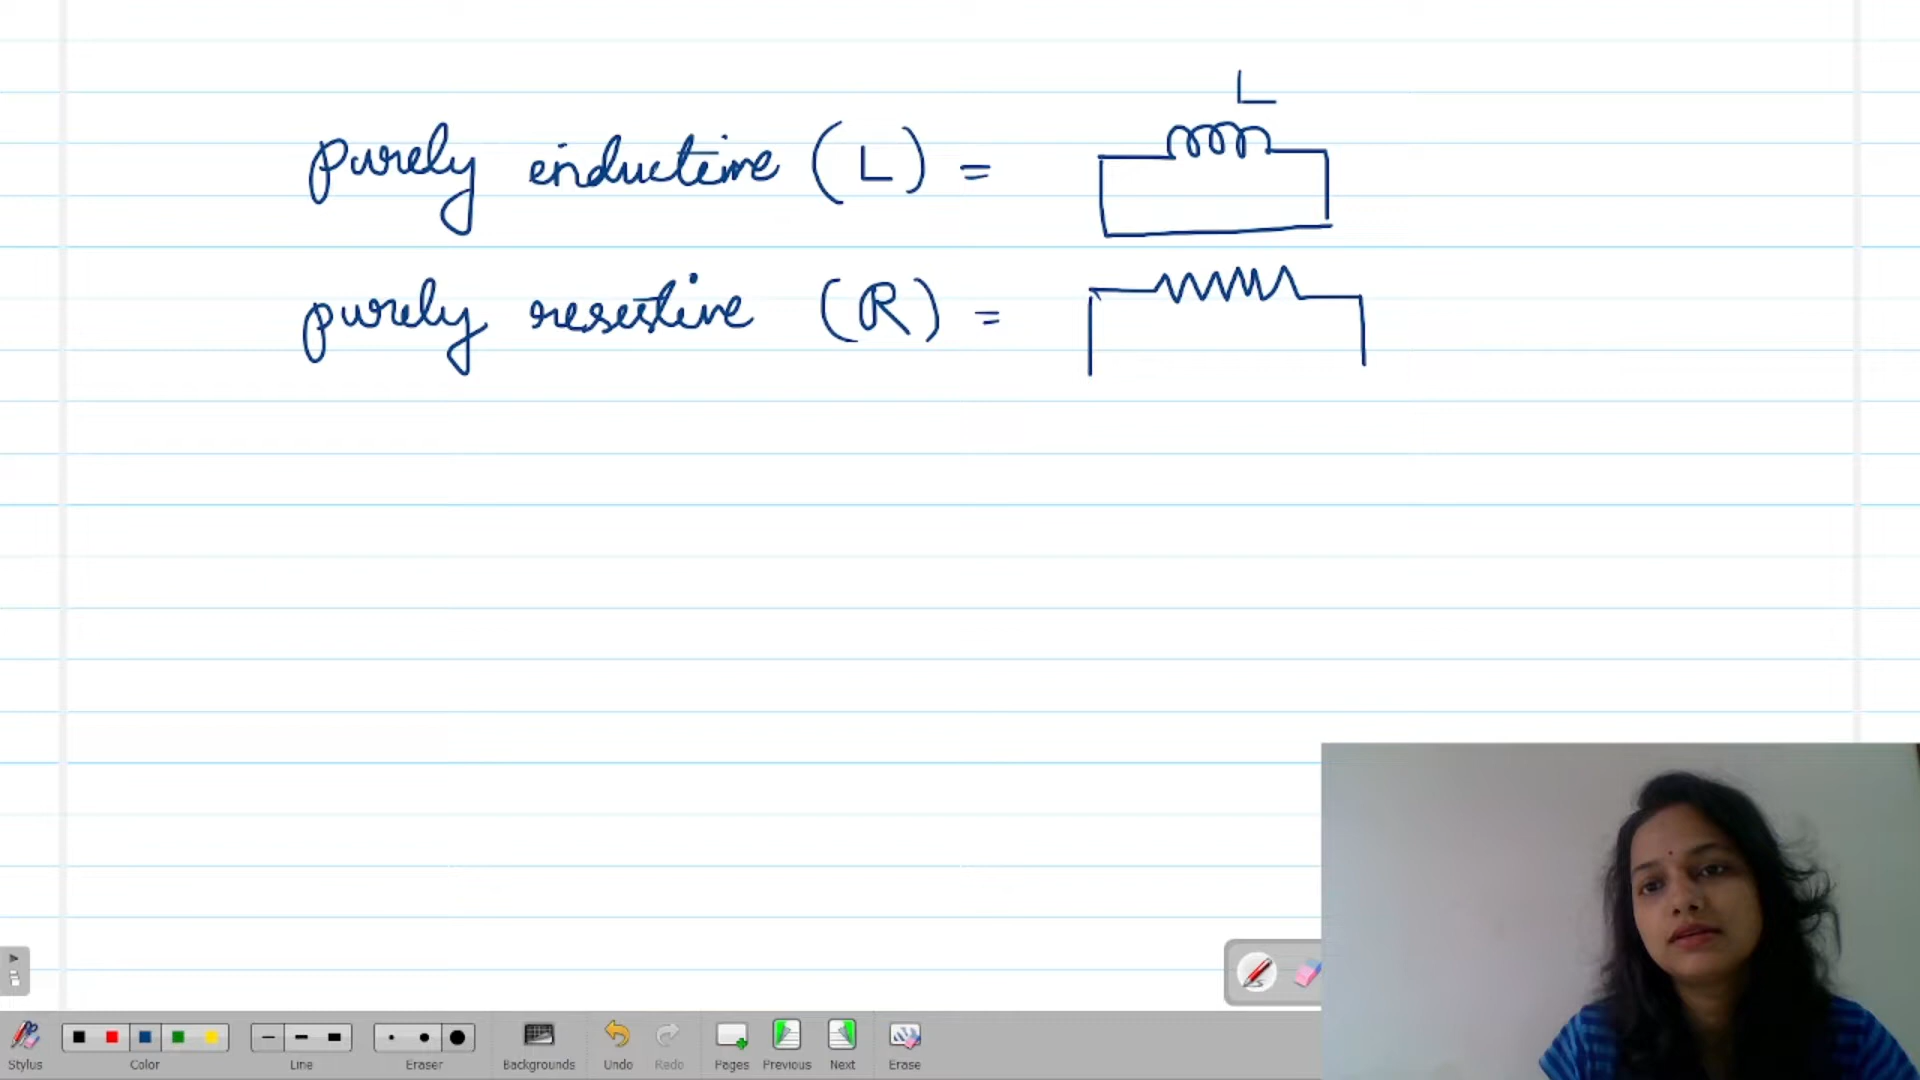 L
purely inductive (L) =
purely resistive (R) =
Stylus Color Line Eraser Backgrounds Undo Redo Pages Previous Next Erase